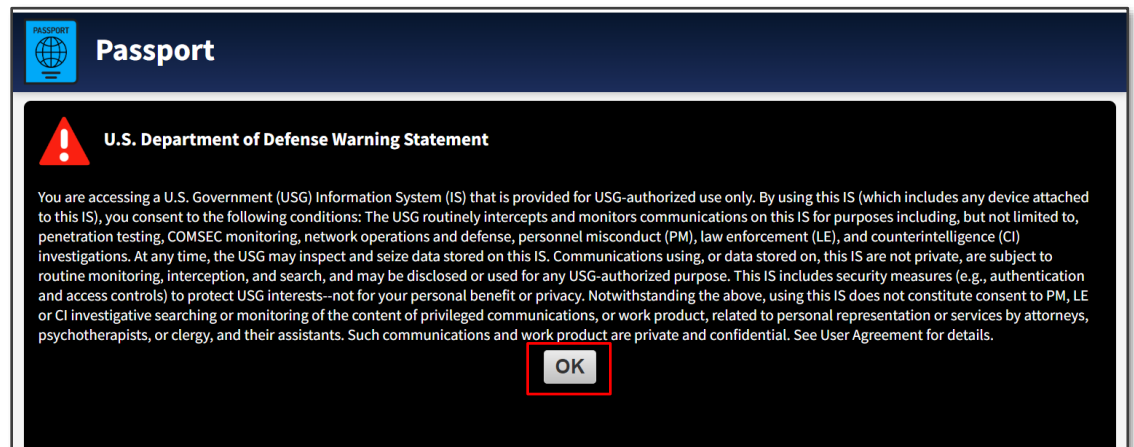 PASSPORT
Passport
U.S. Department of Defense Warning Statement
You are accessing a U.S. Government (USG) Information System (IS) that is provided for USG-authorized use only. By using this IS (which includes any device attached
to this IS), you consent to the following conditions: The USG routinely intercepts and monitors communications on this IS for purposes including, but not limited to,
penetration testing, COMSEC monitoring, network operations and defense, personnel misconduct (PM), law enforcement (LE), and counterintelligence (CI)
investigations. At any time, the USG may inspect and seize data stored on this IS. Communications using, or data stored on, this IS are not private, are subject to
routine monitoring, interception, and search, and may be disclosed or used for any USG-authorized purpose. This IS includes security measures (e.g., authentication
and access controls) to protect USG interests--not for your personal benefit or privacy. Notwithstanding the above, using this IS does not constitute consent to PM, LE
or CI investigative searching or monitoring of the content of privileged communications, or work product, related to personal representation or services by attorneys,
psychotherapists, or clergy, and their assistants. Such communications and work product are private and confidential. See User Agreement for details.
OK